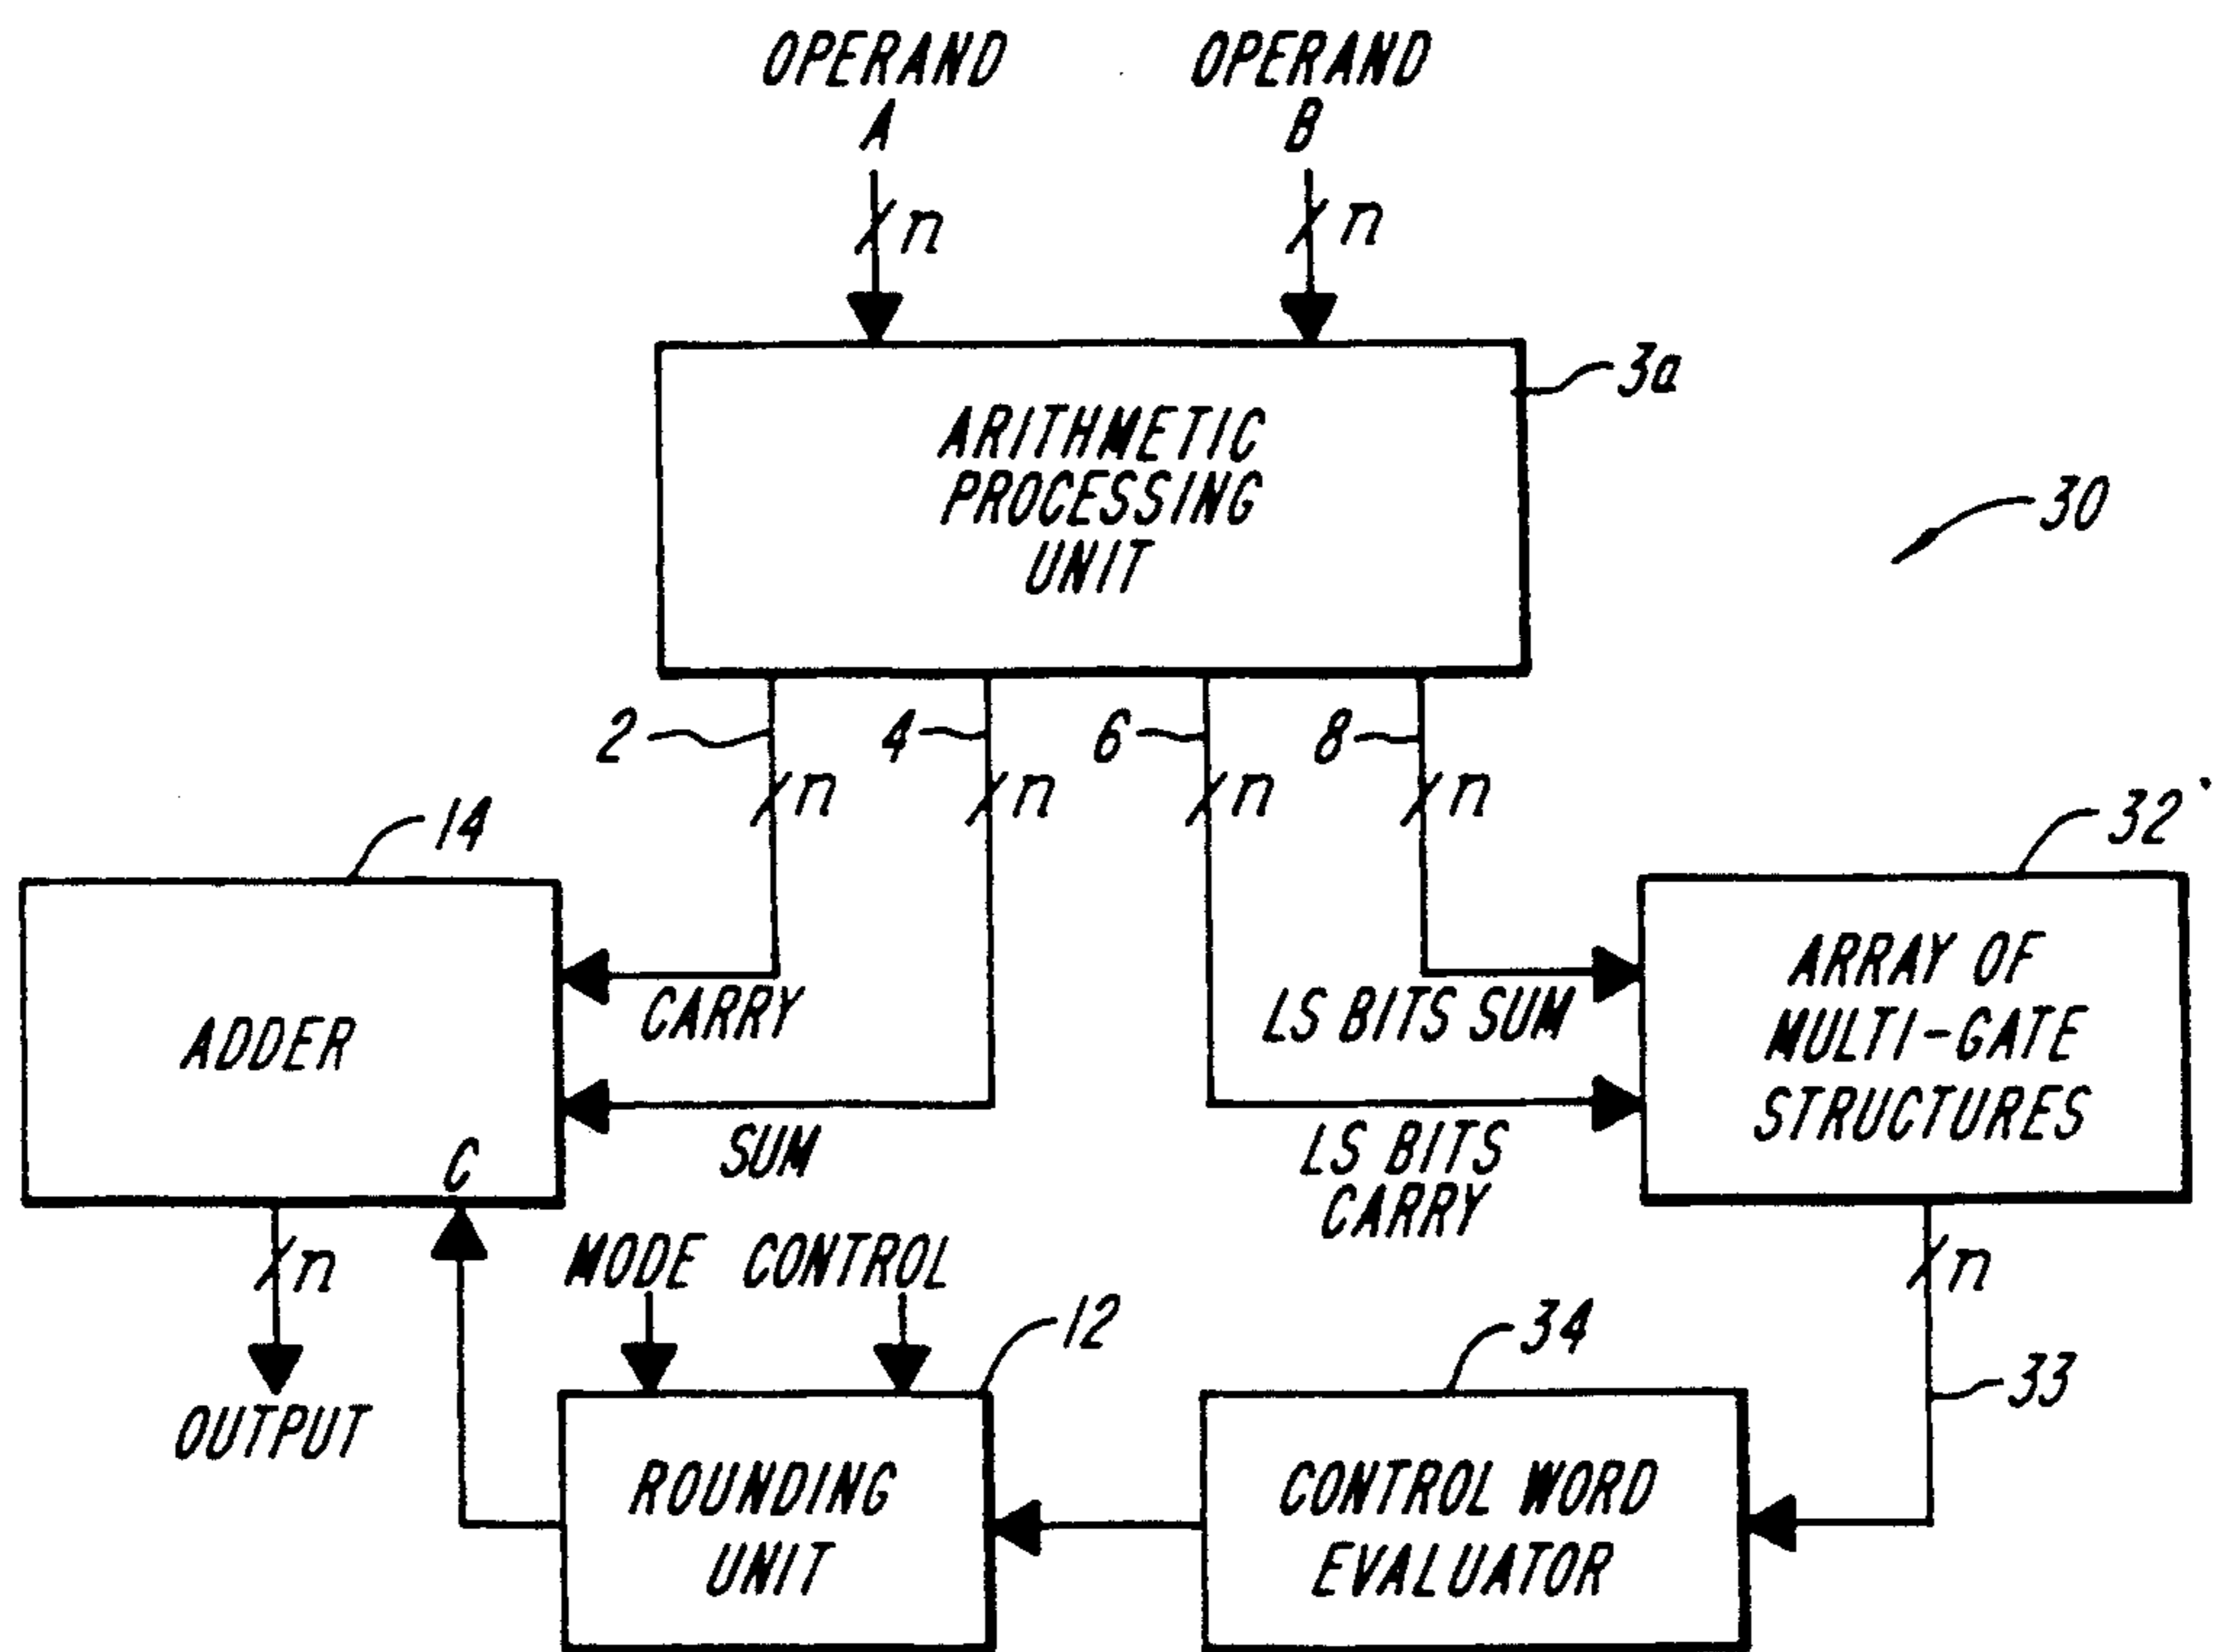 OPERAND
A
OPERAND
B
n
n
ARITHMETIC
PROCESSING
UNIT
3a
30
2
4
6
8
n
n
n
n
14
32
ADDER
C
CARRY
SUM
LS BITS SUM
LS BITS
CARRY
ARRAY OF
MULTI-GATE
STRUCTURES
n
OUTPUT
MODE CONTROL
12
34
n
33
ROUNDING
UNIT
CONTROL WORD
EVALUATOR